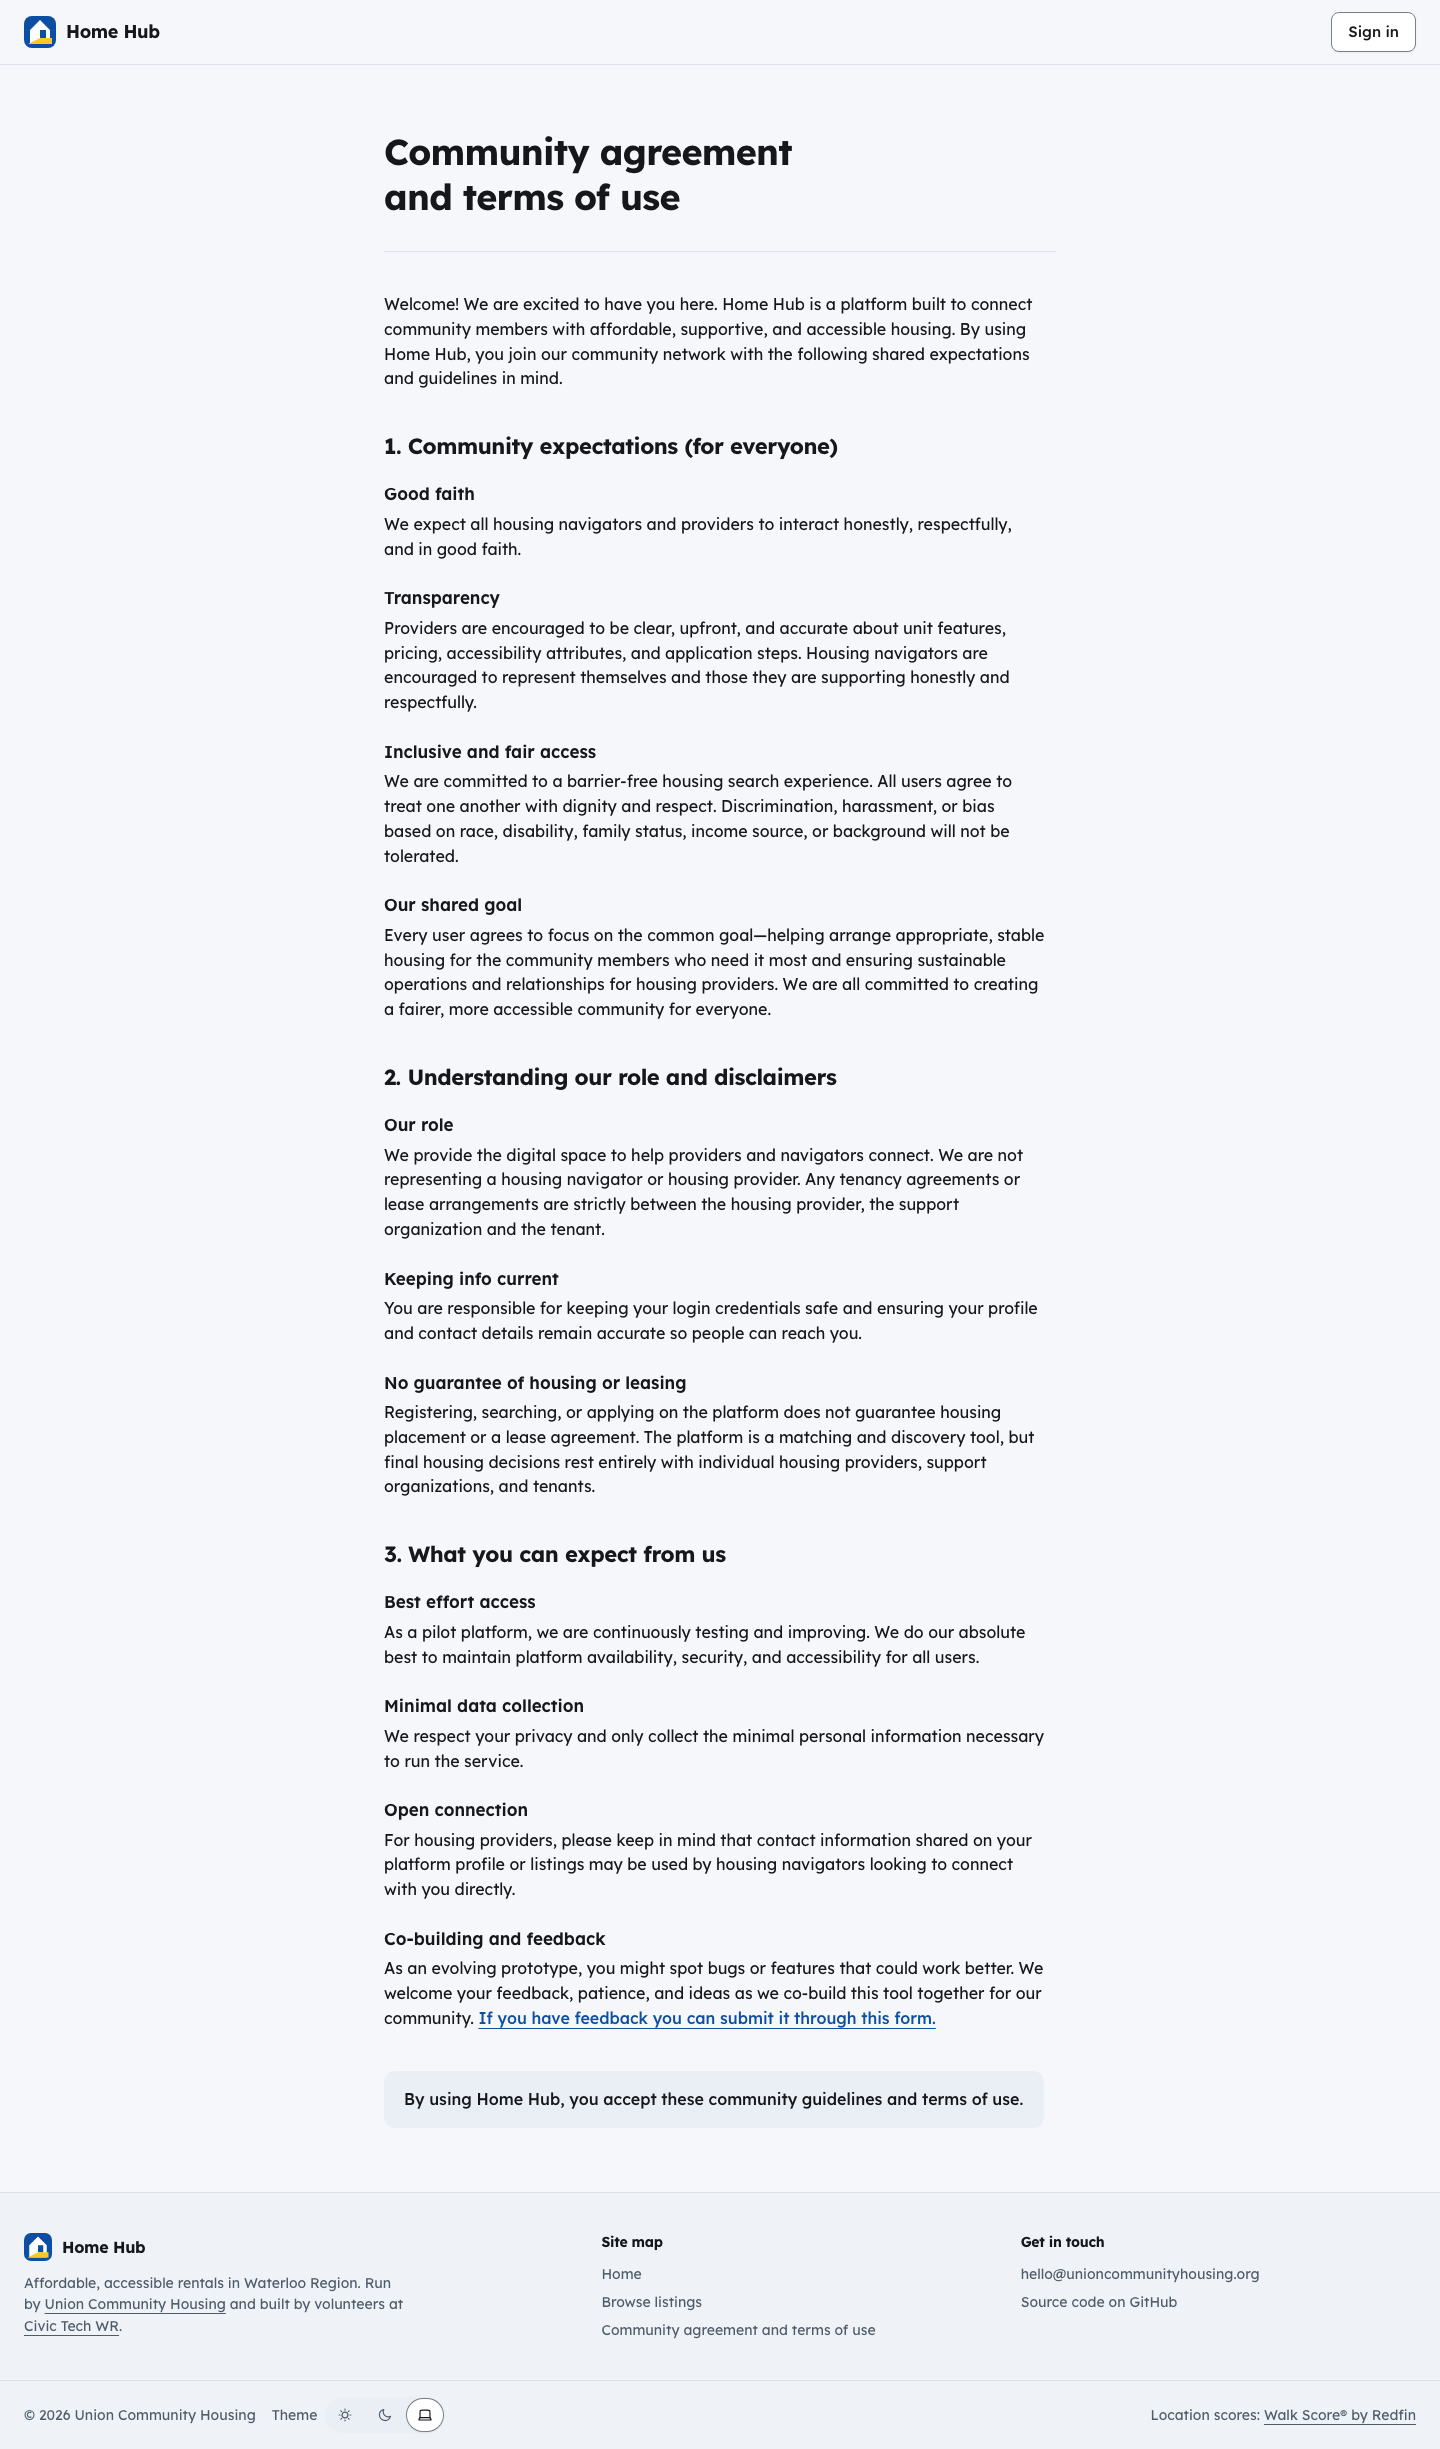 Home Hub
Sign in
Community agreement
and terms of use
Welcome! We are excited to have you here. Home Hub is a platform built to connect
community members with affordable, supportive, and accessible housing. By using
Home Hub, you join our community network with the following shared expectations
and guidelines in mind.
1. Community expectations (for everyone)
Good faith
We expect all housing navigators and providers to interact honestly, respectfully,
and in good faith.
Transparency
Providers are encouraged to be clear, upfront, and accurate about unit features,
pricing, accessibility attributes, and application steps. Housing navigators are
encouraged to represent themselves and those they are supporting honestly and
respectfully.
Inclusive and fair access
We are committed to a barrier-free housing search experience. All users agree to
treat one another with dignity and respect. Discrimination, harassment, or bias
based on race, disability, family status, income source, or background will not be
tolerated.
Our shared goal
Every user agrees to focus on the common goal—helping arrange appropriate, stable
housing for the community members who need it most and ensuring sustainable
operations and relationships for housing providers. We are all committed to creating
a fairer, more accessible community for everyone.
2. Understanding our role and disclaimers
Our role
We provide the digital space to help providers and navigators connect. We are not
representing a housing navigator or housing provider. Any tenancy agreements or
lease arrangements are strictly between the housing provider, the support
organization and the tenant.
Keeping info current
You are responsible for keeping your login credentials safe and ensuring your profile
and contact details remain accurate so people can reach you.
No guarantee of housing or leasing
Registering, searching, or applying on the platform does not guarantee housing
placement or a lease agreement. The platform is a matching and discovery tool, but
final housing decisions rest entirely with individual housing providers, support
organizations, and tenants.
3. What you can expect from us
Best effort access
As a pilot platform, we are continuously testing and improving. We do our absolute
best to maintain platform availability, security, and accessibility for all users.
Minimal data collection
We respect your privacy and only collect the minimal personal information necessary
to run the service.
Open connection
For housing providers, please keep in mind that contact information shared on your
platform profile or listings may be used by housing navigators looking to connect
with you directly.
Co-building and feedback
As an evolving prototype, you might spot bugs or features that could work better. We
welcome your feedback, patience, and ideas as we co-build this tool together for our
community. If you have feedback you can submit it through this form.
By using Home Hub, you accept these community guidelines and terms of use.
Home Hub
Affordable, accessible rentals in Waterloo Region. Run
by Union Community Housing and built by volunteers at
Civic Tech WR.
Site map
Home
Browse listings
Community agreement and terms of use
Get in touch
hello@unioncommunityhousing.org
Source code on GitHub
© 2026 Union Community Housing
Theme
Location scores: Walk Score® by Redfin